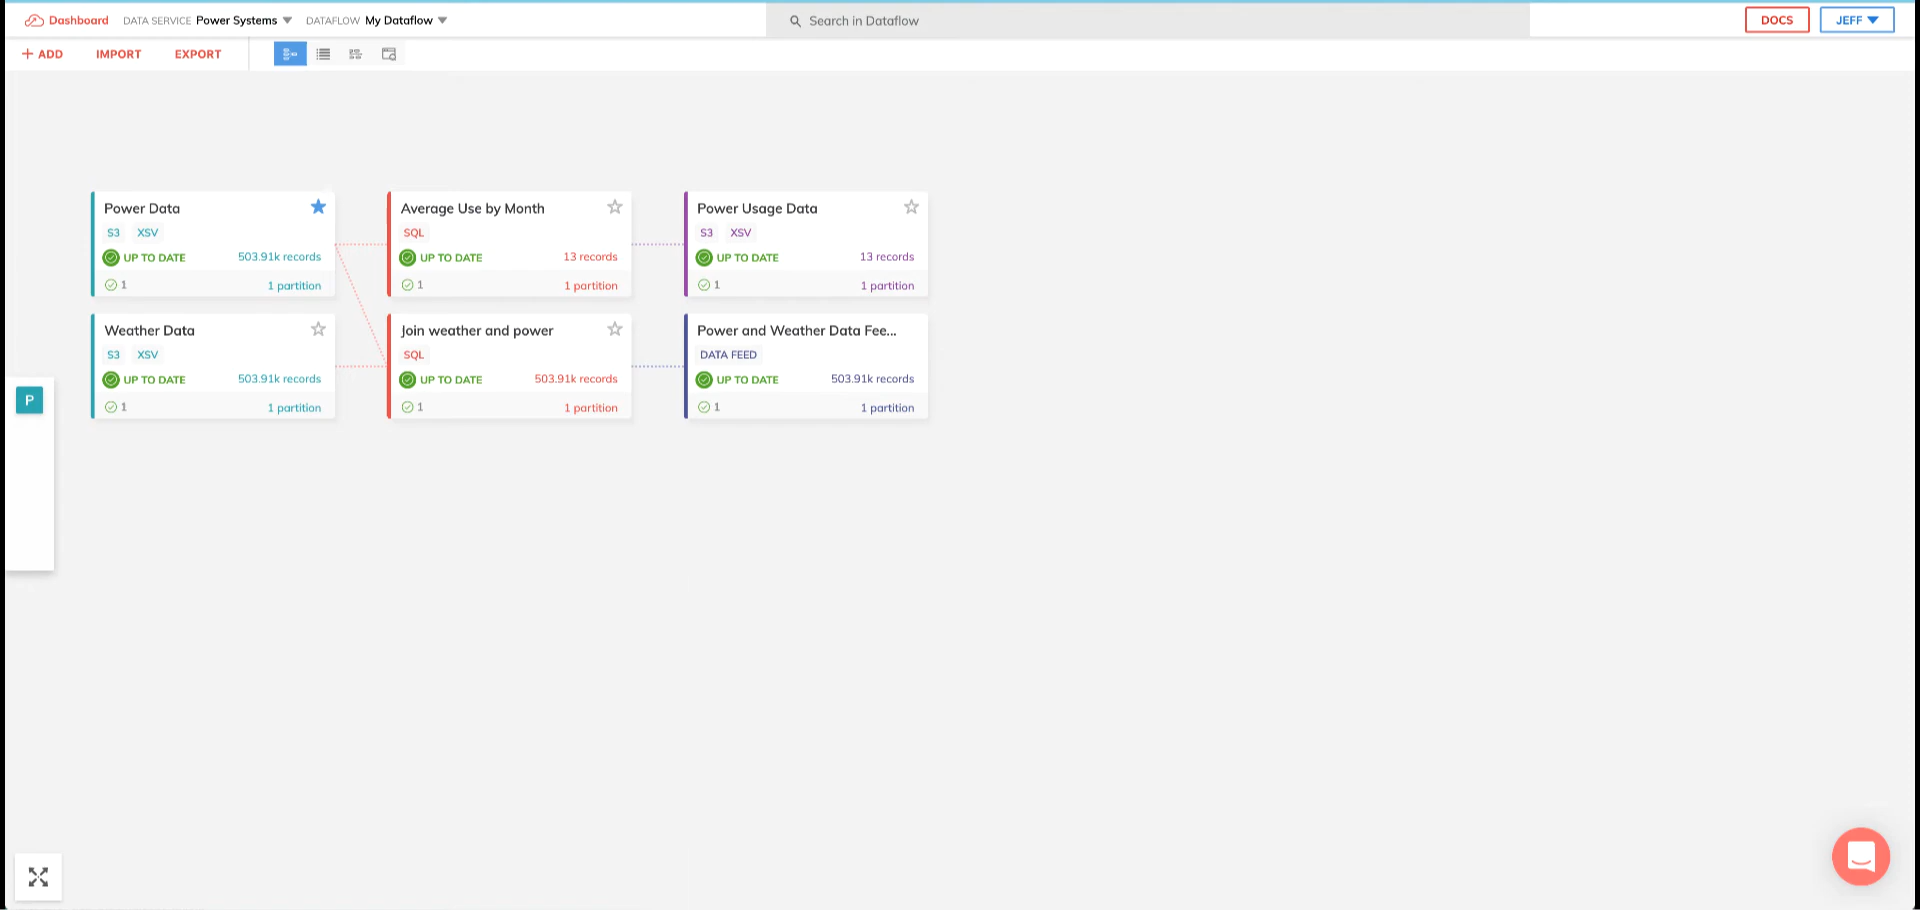 Dashboard DATA SERVICE Power Systems DATAFLOW My Dataflow Search in Dataflow DOCS JEFF
+ ADD IMPORT EXPORT
Power Data
S3 XSV
UP TO DATE 503.91k records
1 1 partition
Average Use by Month
SQL
UP TO DATE 13 records
1 1 partition
Power Usage Data
S3 XSV
UP TO DATE 13 records
1 1 partition
Weather Data
S3 XSV
UP TO DATE 503.91k records
1 1 partition
Join weather and power
SQL
UP TO DATE 503.91k records
1 1 partition
Power and Weather Data Fee...
DATA FEED
UP TO DATE 503.91k records
1 1 partition
P